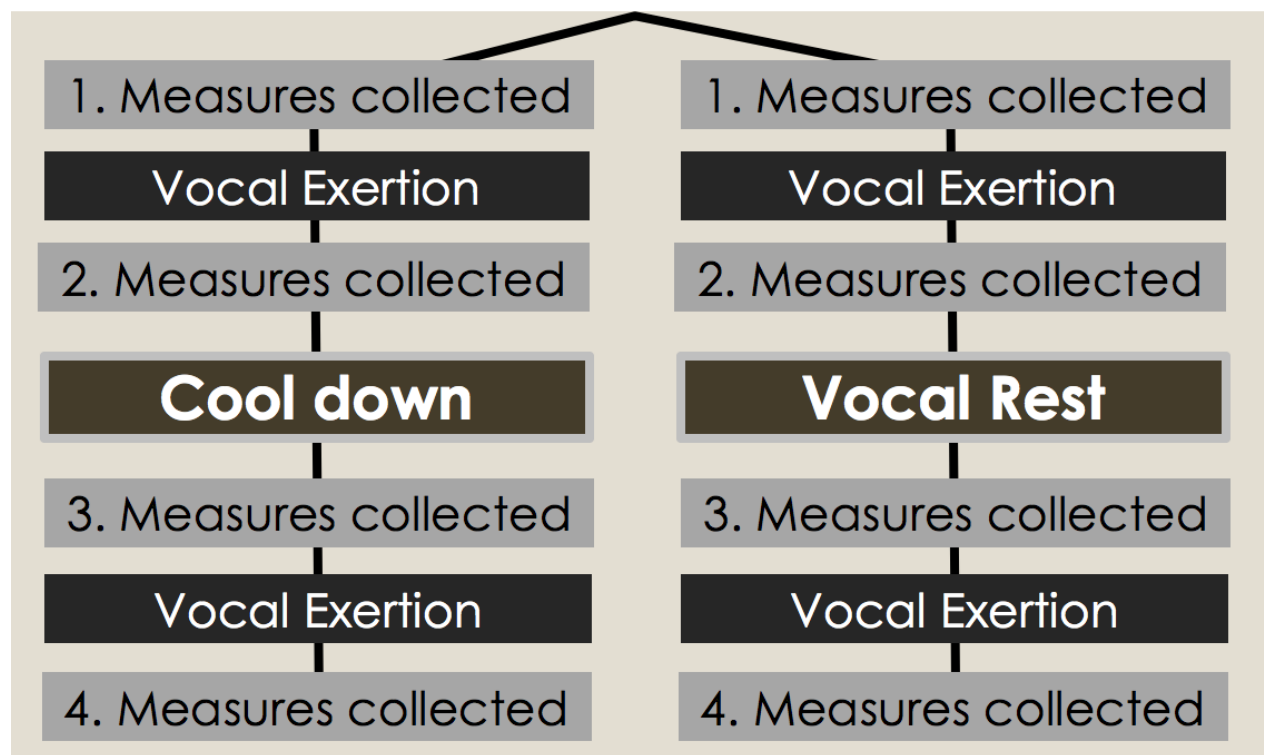 1. Measures collected
Vocal Exertion
2. Measures collected
Cool down
3. Measures collected
Vocal Exertion
4. Measures collected
1. Measures collected
Vocal Exertion
2. Measures collected
Vocal Rest
3. Measures collected
Vocal Exertion
4. Measures collected